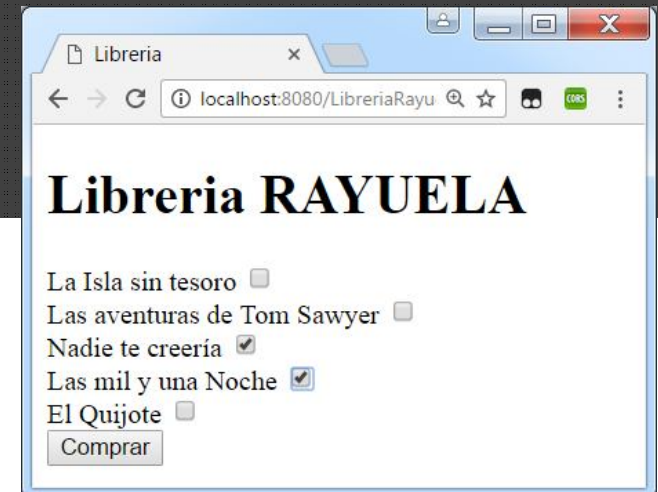 Libreria
localhost:8080/LibreriaRayu
CORS
Libreria RAYUELA
La Isla sin tesoro
Las aventuras de Tom Sawyer
Nadie te creería
Las mil y una Noche
El Quijote
Comprar